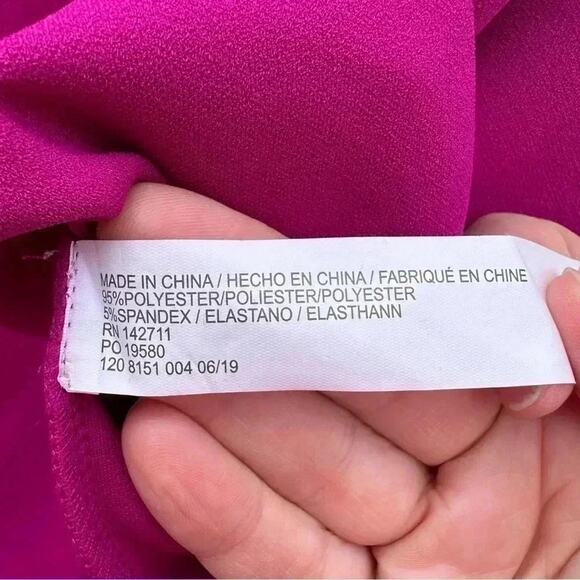 MADE IN CHINA / HECHO EN CHINA / FABRIQUÉ EN CHINE
95%POLYESTER/POLIESTER/POLYESTER
5%SPANDEX / ELASTANO / ELASTHANN
RN 142711
PO 19580
120 8151 004 06/19